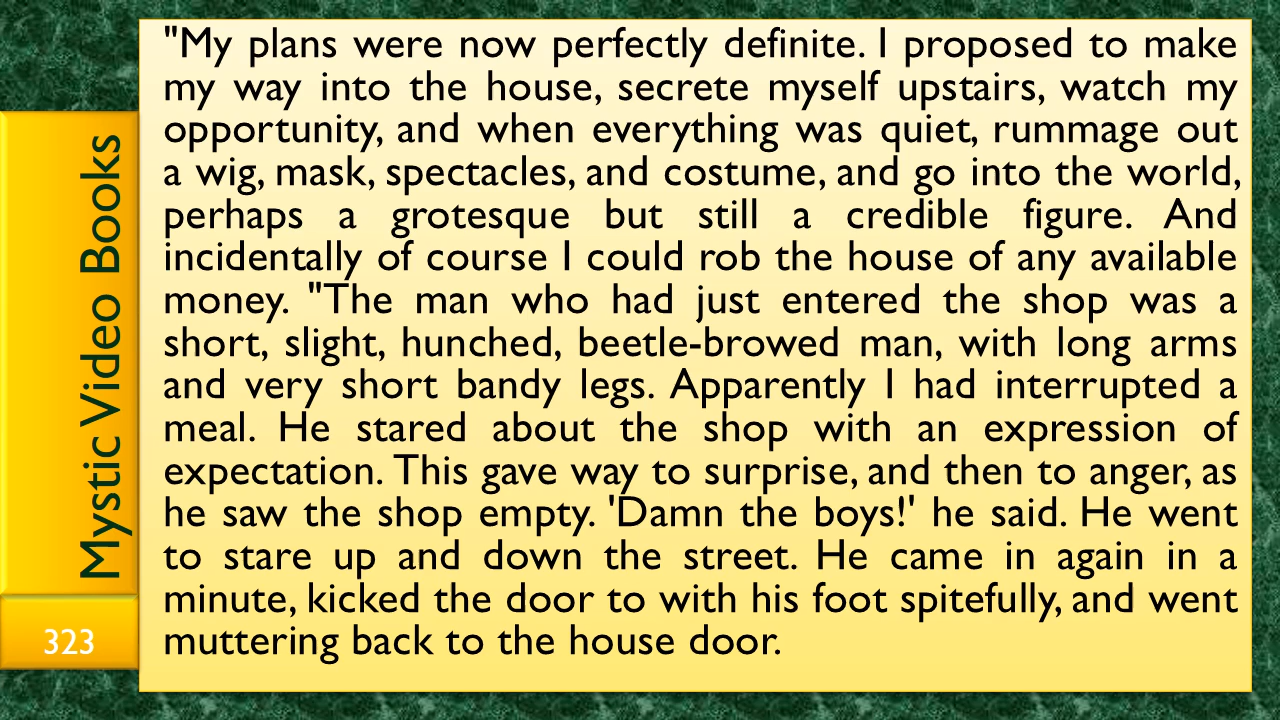 "My plans were now perfectly definite. I proposed to make
my way into the house, secrete myself upstairs, watch my
opportunity, and when everything was quiet, rummage out
a wig, mask, spectacles, and costume, and go into the world,
perhaps a grotesque but still a credible figure. And
incidentally of course I could rob the house of any available
money. "The man who had just entered the shop was a
short, slight, hunched, beetle-browed man, with long arms
and very short bandy legs. Apparently I had interrupted a
meal. He stared about the shop with an expression of
expectation. This gave way to surprise, and then to anger, as
he saw the shop empty. 'Damn the boys!' he said. He went
to stare up and down the street. He came in again in a
minute, kicked the door to with his foot spitefully, and went
muttering back to the house door.
Mystic Video Books
323